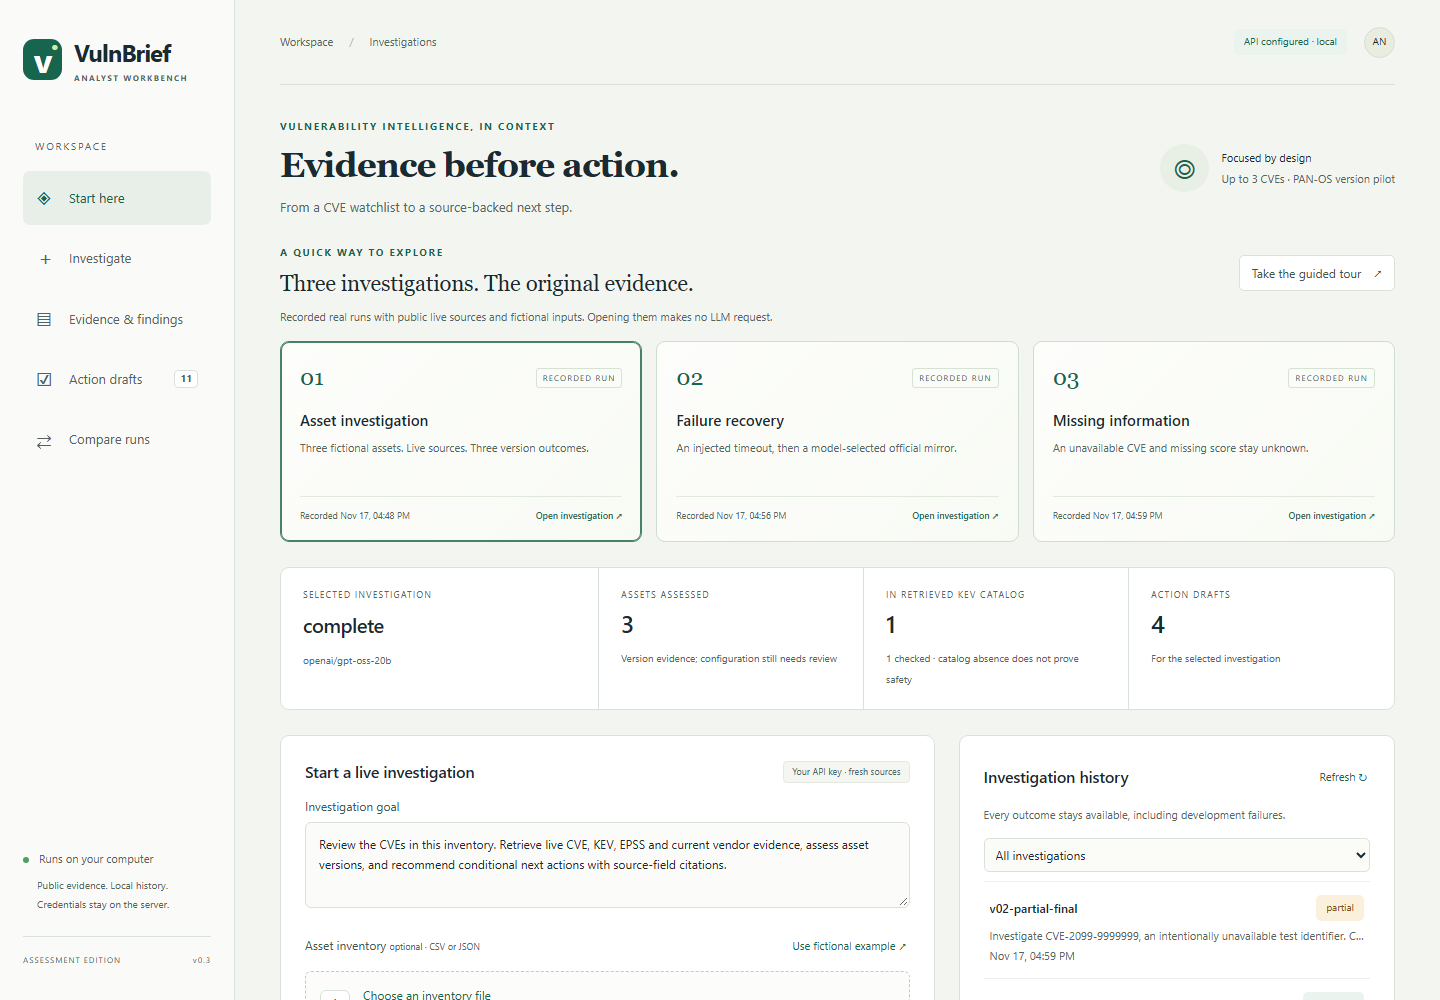 VulnBrief
ANALYST WORKBENCH
WORKSPACE
Start here
Investigate
Evidence & findings
Action drafts 11
Compare runs
Runs on your computer
Public evidence. Local history.
Credentials stay on the server.
ASSESSMENT EDITION v0.3
Workspace / Investigations
API configured · local
AN
VULNERABILITY INTELLIGENCE, IN CONTEXT
Evidence before action.
From a CVE watchlist to a source-backed next step.
Focused by design
Up to 3 CVEs · PAN-OS version pilot
A QUICK WAY TO EXPLORE
Three investigations. The original evidence.
Recorded real runs with public live sources and fictional inputs. Opening them makes no LLM request.
Take the guided tour ↗
01 RECORDED RUN
Asset investigation
Three fictional assets. Live sources. Three version outcomes.
Recorded Nov 17, 04:48 PM Open investigation ↗
02 RECORDED RUN
Failure recovery
An injected timeout, then a model-selected official mirror.
Recorded Nov 17, 04:56 PM Open investigation ↗
03 RECORDED RUN
Missing information
An unavailable CVE and missing score stay unknown.
Recorded Nov 17, 04:59 PM Open investigation ↗
SELECTED INVESTIGATION
complete
openai/gpt-oss-20b
ASSETS ASSESSED
3
Version evidence; configuration still needs review
IN RETRIEVED KEV CATALOG
1
1 checked · catalog absence does not prove
safety
ACTION DRAFTS
4
For the selected investigation
Start a live investigation
Your API key · fresh sources
Investigation goal
Review the CVEs in this inventory. Retrieve live CVE, KEV, EPSS and current vendor evidence, assess asset
versions, and recommend conditional next actions with source-field citations.
Asset inventory optional · CSV or JSON
Use fictional example ↗
Choose an inventory file
Investigation history
Refresh ↻
Every outcome stays available, including development failures.
All investigations
v02-partial-final partial
Investigate CVE-2099-9999999, an intentionally unavailable test identifier. C...
Nov 17, 04:59 PM